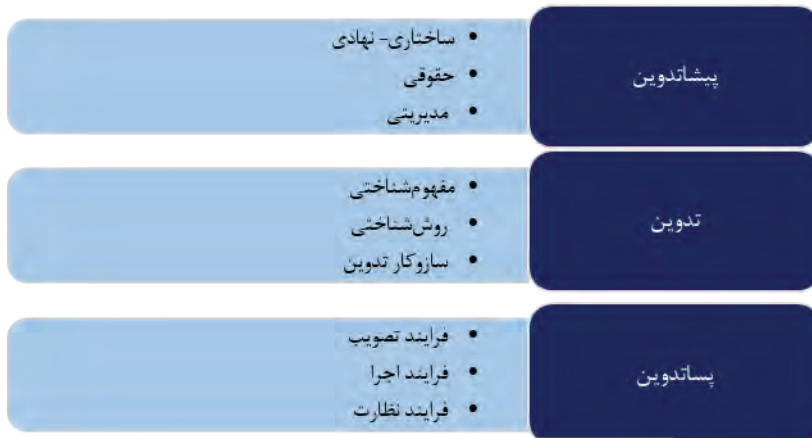 پیشاتدوین
• ساختاری- نهادی
• حقوقی
• مدیریتی
تدوین
• مفهوم‌شناختی
• روش‌شناختی
• سازوکار تدوین
پساتدوین
• فرایند تصویب
• فرایند اجرا
• فرایند نظارت